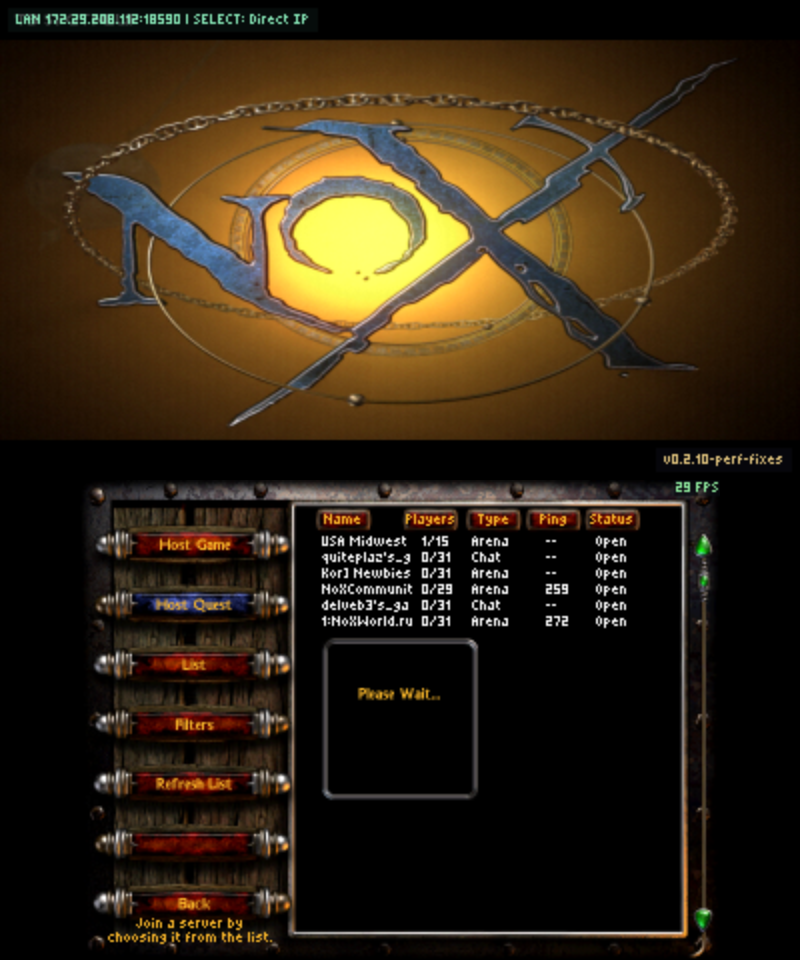 LAN 172.29.208.112:18590 | SELECT: Direct IP
NOX
v0.2.10-perf-fixes
29 FPS
Name Players Type Ping Status
USA Midwest 1/15 Arena -- Open
quiteplaz's_g 0/31 Chat -- Open
Kor] Newbies 0/31 Arena -- Open
NoXCommunit 0/29 Arena 259 Open
delveb3's_ga 0/31 Chat -- Open
1:NoXWorld.ru 0/31 Arena 272 Open
Please Wait...
Host Game
Host Quest
List
Filters
Refresh List
Back
Join a server by
choosing it from the list.